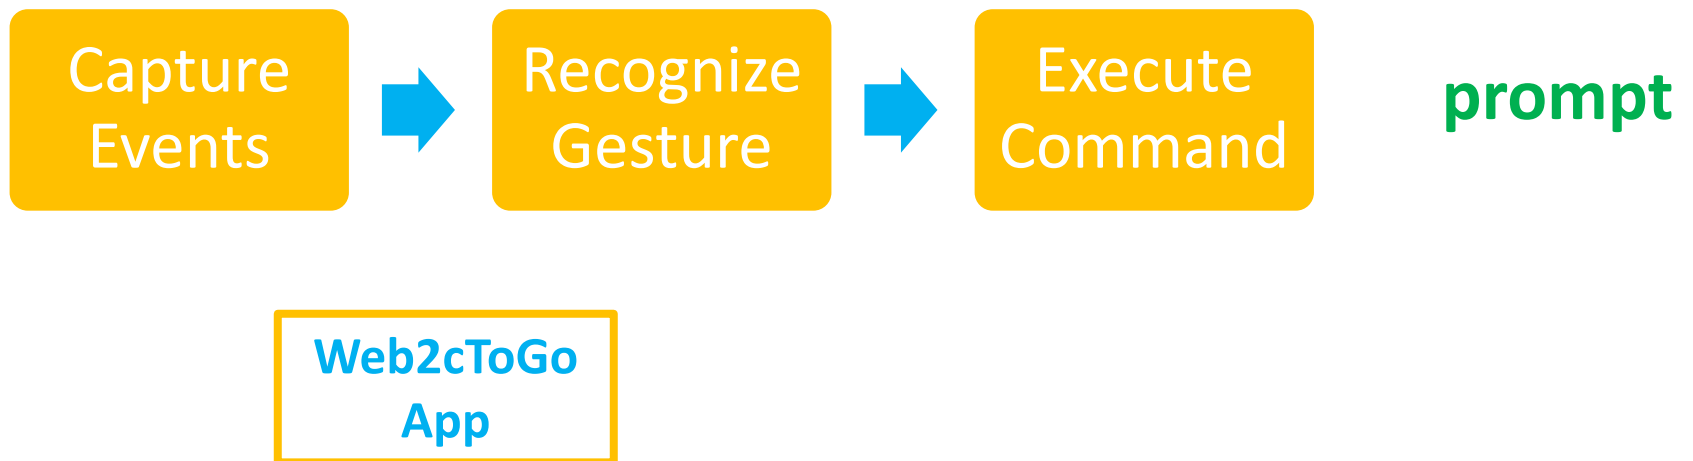 Capture
Events
Recognize
Gesture
Execute
Command
prompt
Web2cToGo
App